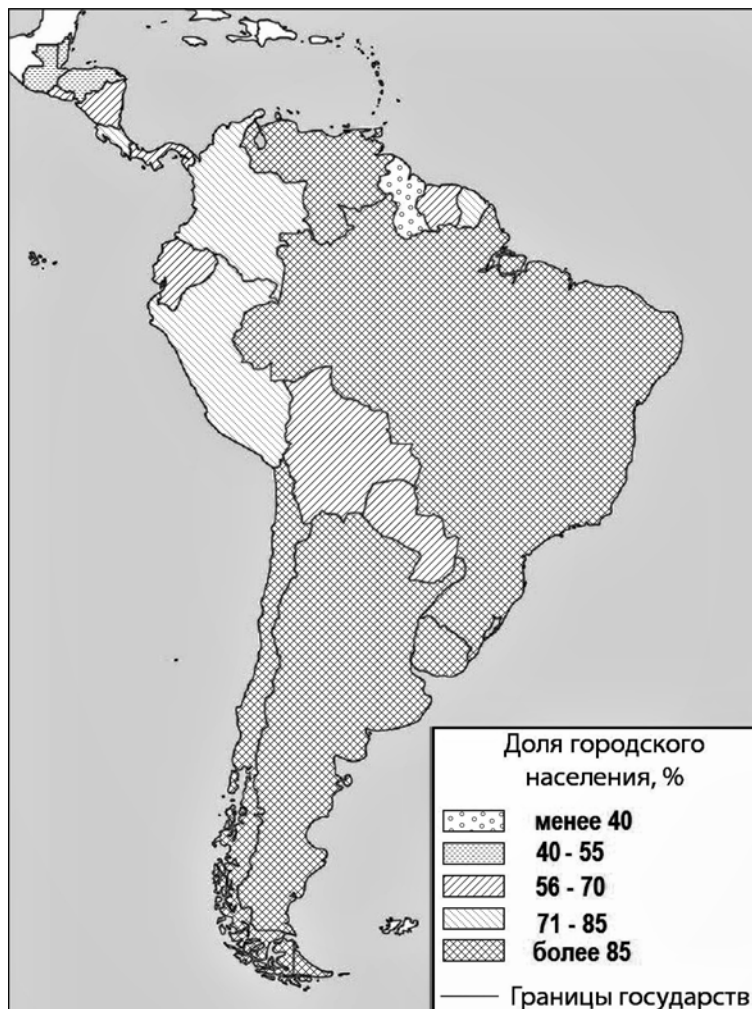 Доля городского
населения, %
менее 40
40 - 55
56 - 70
71 - 85
более 85
Границы государств